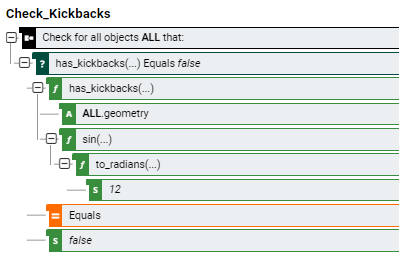 Check_Kickbacks
Check for all objects ALL that:
? has_kickbacks(...) Equals false
f has_kickbacks(...)
A ALL.geometry
f sin(...)
f to_radians(...)
S 12
= Equals
S false